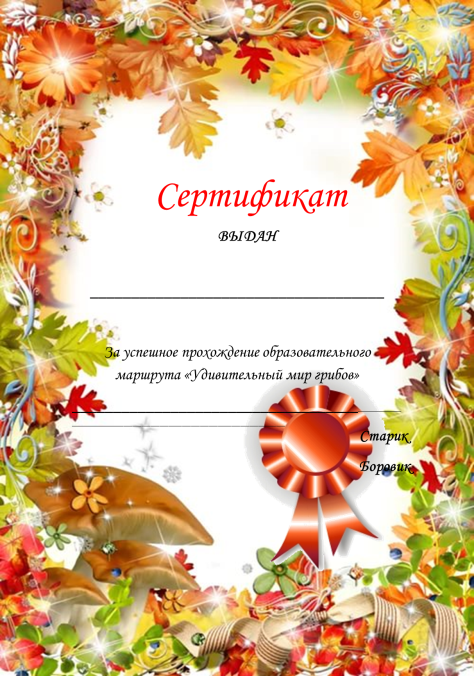 Сертификат
ВЫДАН
За успешное прохождение образовательного
маршрута «Удивительный мир грибов»
Старик
Боровик